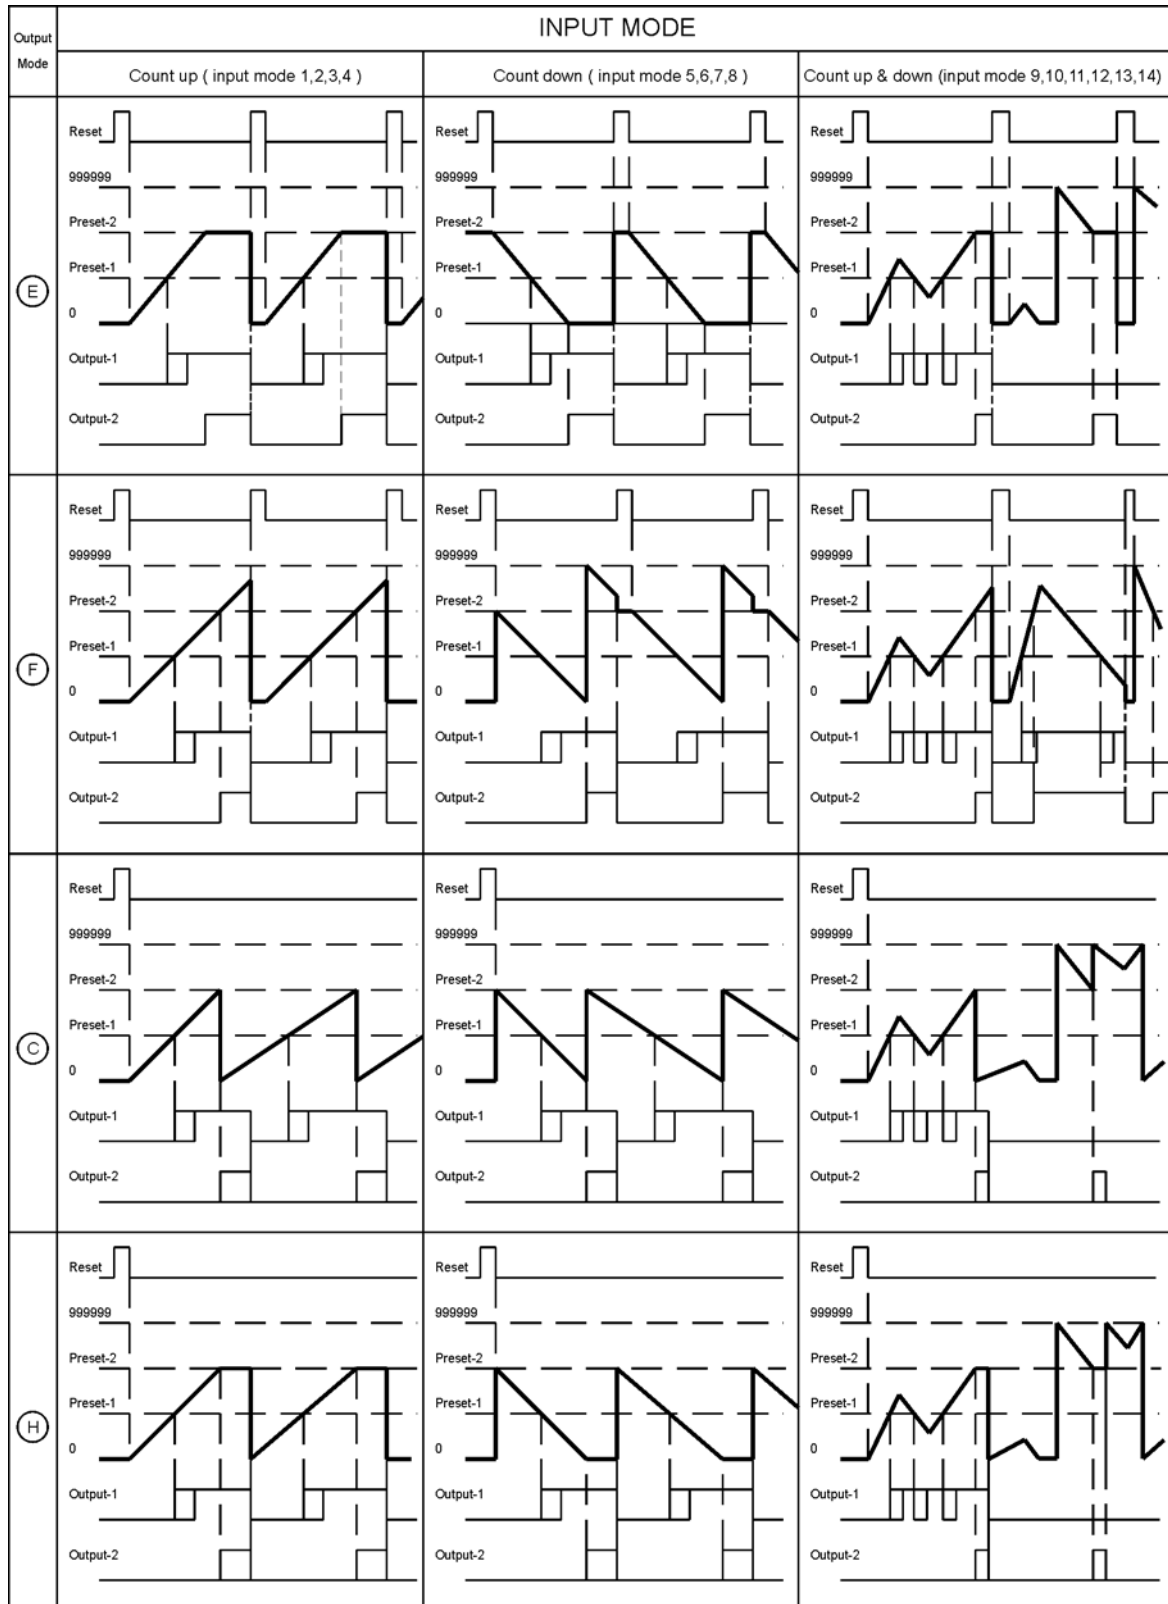 Output
Mode
INPUT MODE
Count up ( input mode 1,2,3,4 )
Count down ( input mode 5,6,7,8 )
Count up & down (input mode 9,10,11,12,13,14)
E
Reset
999999
Preset-2
Preset-1
0
Output-1
Output-2
Reset
999999
Preset-2
Preset-1
0
Output-1
Output-2
Reset
999999
Preset-2
Preset-1
0
Output-1
Output-2
F
Reset
999999
Preset-2
Preset-1
0
Output-1
Output-2
Reset
999999
Preset-2
Preset-1
0
Output-1
Output-2
Reset
999999
Preset-2
Preset-1
0
Output-1
Output-2
C
Reset
999999
Preset-2
Preset-1
0
Output-1
Output-2
Reset
999999
Preset-2
Preset-1
0
Output-1
Output-2
Reset
999999
Preset-2
Preset-1
0
Output-1
Output-2
H
Reset
999999
Preset-2
Preset-1
0
Output-1
Output-2
Reset
999999
Preset-2
Preset-1
0
Output-1
Output-2
Reset
999999
Preset-2
Preset-1
0
Output-1
Output-2